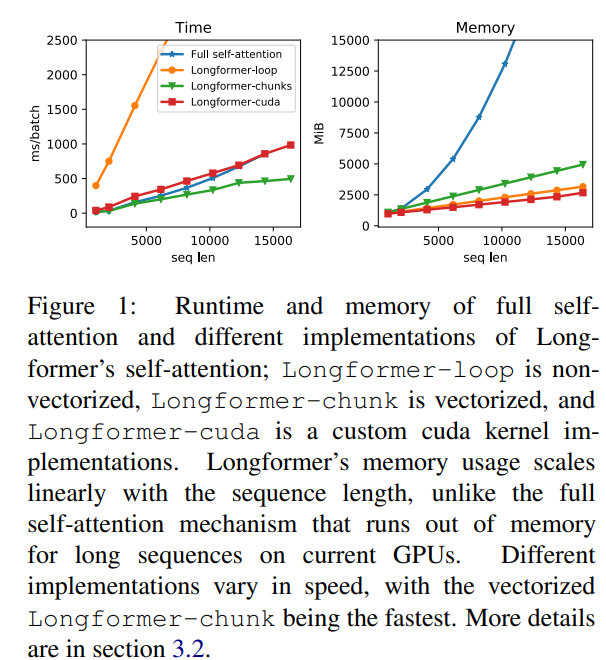 Time
2500
2000
1500
1000
500
0
ms/batch
5000
10000
15000
seq len
Full self-attention
Longformer-loop
Longformer-chunks
Longformer-cuda
Memory
15000
12500
10000
7500
5000
2500
0
MiB
5000
10000
15000
seq len
Figure 1: Runtime and memory of full self-
attention and different implementations of Long-
former's self-attention; Longformer-loop is non-
vectorized, Longformer-chunk is vectorized, and
Longformer-cuda is a custom cuda kernel im-
plementations. Longformer's memory usage scales
linearly with the sequence length, unlike the full
self-attention mechanism that runs out of memory
for long sequences on current GPUs. Different
implementations vary in speed, with the vectorized
Longformer-chunk being the fastest. More details
are in section 3.2.